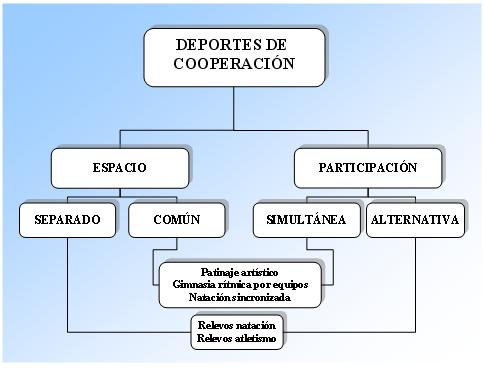 DEPORTES DE
COOPERACIÓN
ESPACIO
PARTICIPACIÓN
SEPARADO
COMÚN
SIMULTÁNEA
ALTERNATIVA
Patinaje artístico
Gimnasia rítmica por equipos
Natación sincronizada
Relevos natación
Relevos atletismo